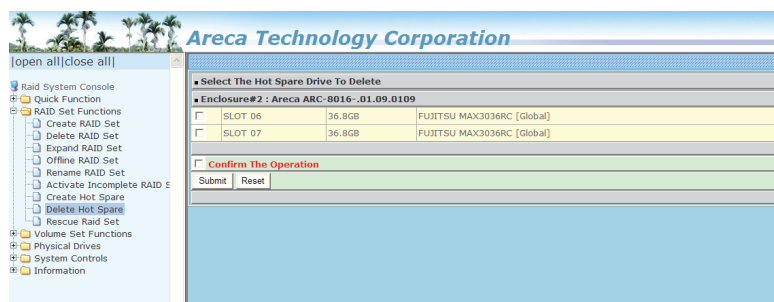 Areca Technology Corporation
|open all|close all|
Raid System Console
Quick Function
RAID Set Functions
Create RAID Set
Delete RAID Set
Expand RAID Set
Offline RAID Set
Rename RAID Set
Activate Incomplete RAID S
Create Hot Spare
Delete Hot Spare
Rescue Raid Set
Volume Set Functions
Physical Drives
System Controls
Information
Select The Hot Spare Drive To Delete
Enclosure#2 : Areca ARC-8016-.01.09.0109
SLOT 06 36.8GB FUJITSU MAX3036RC [Global]
SLOT 07 36.8GB FUJITSU MAX3036RC [Global]
Confirm The Operation
Submit Reset